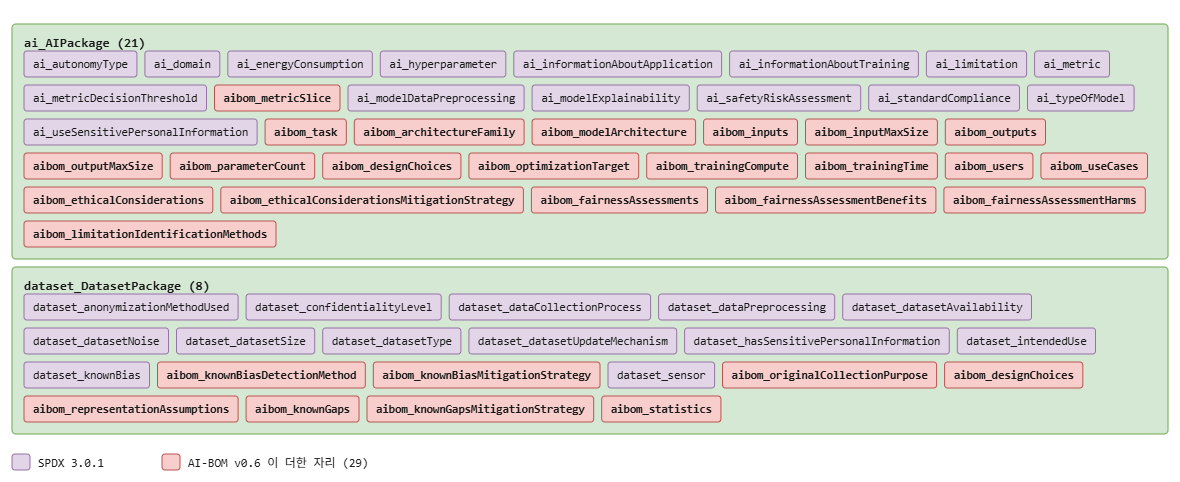 ai_AIPackage (21)
ai_autonomyType ai_domain ai_energyConsumption ai_hyperparameter ai_informationAboutApplication ai_informationAboutTraining ai_limitation ai_metric
ai_metricDecisionThreshold aibom_metricSlice ai_modelDataPreprocessing ai_modelExplainability ai_safetyRiskAssessment ai_standardCompliance ai_typeOfModel
ai_useSensitivePersonalInformation aibom_task aibom_architectureFamily aibom_modelArchitecture aibom_inputs aibom_inputMaxSize aibom_outputs
aibom_outputMaxSize aibom_parameterCount aibom_designChoices aibom_optimizationTarget aibom_trainingCompute aibom_trainingTime aibom_users aibom_useCases
aibom_ethicalConsiderations aibom_ethicalConsiderationsMitigationStrategy aibom_fairnessAssessments aibom_fairnessAssessmentBenefits aibom_fairnessAssessmentHarms
aibom_limitationIdentificationMethods
dataset_DatasetPackage (8)
dataset_anonymizationMethodUsed dataset_confidentialityLevel dataset_dataCollectionProcess dataset_dataPreprocessing dataset_datasetAvailability
dataset_datasetNoise dataset_datasetSize dataset_datasetType dataset_datasetUpdateMechanism dataset_hasSensitivePersonalInformation dataset_intendedUse
dataset_knownBias aibom_knownBiasDetectionMethod aibom_knownBiasMitigationStrategy dataset_sensor aibom_originalCollectionPurpose aibom_designChoices
aibom_representationAssumptions aibom_knownGaps aibom_knownGapsMitigationStrategy aibom_statistics
SPDX 3.0.1 AI-BOM v0.6 이 더한 자리 (29)